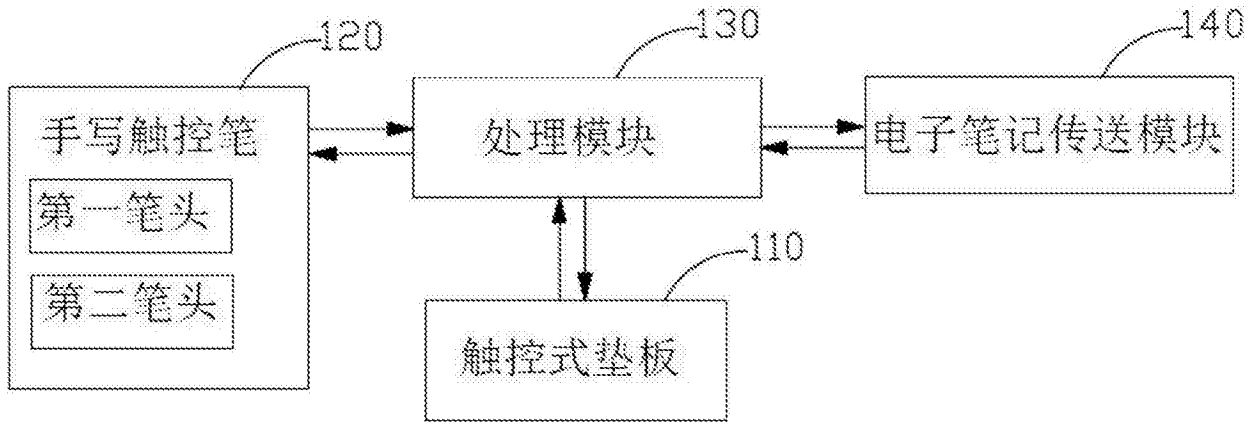 120
130
140
手写触控笔
第一笔头
第二笔头
处理模块
电子笔记传送模块
110
触控式垫板